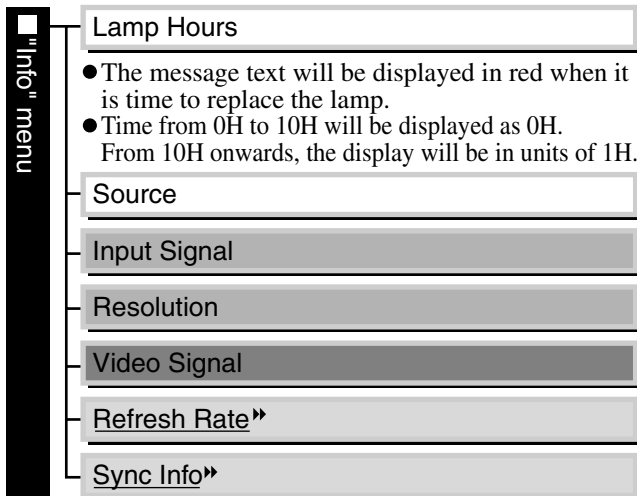 ■"Info" menu
Lamp Hours
●The message text will be displayed in red when it
is time to replace the lamp.
●Time from 0H to 10H will be displayed as 0H.
From 10H onwards, the display will be in units of 1H.
Source
Input Signal
Resolution
Video Signal
Refresh Rate
Sync Info